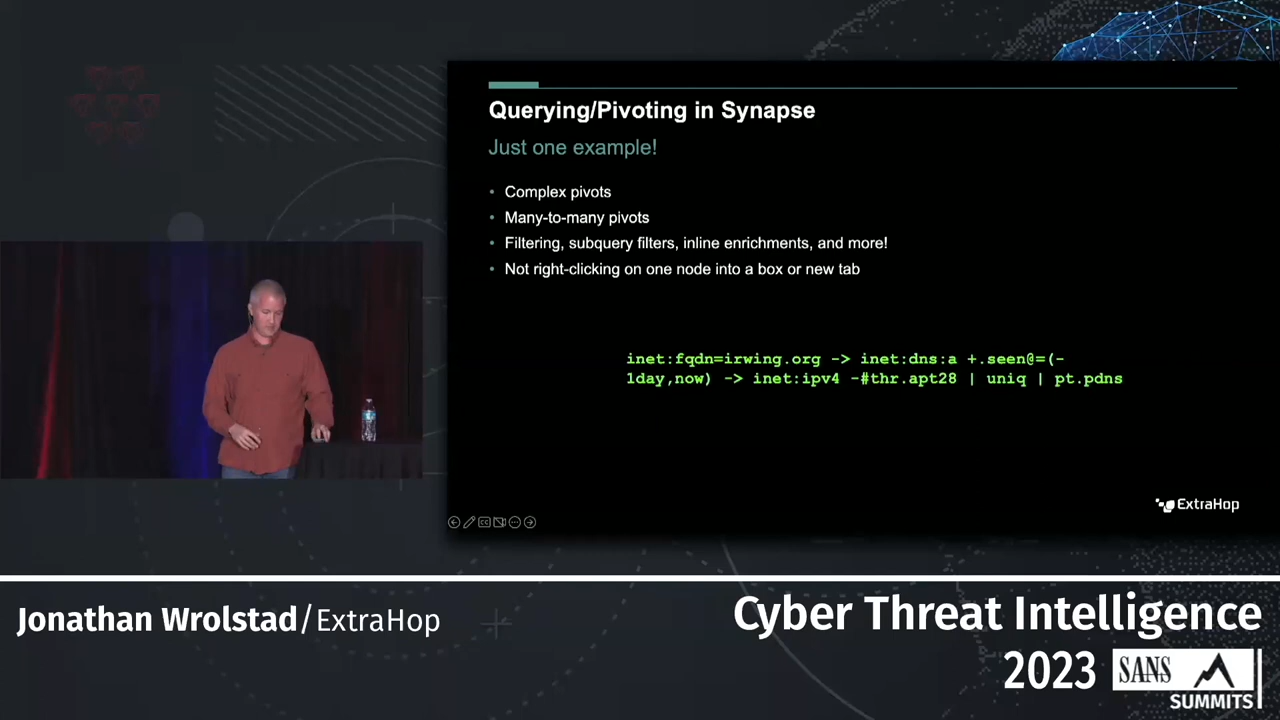 Querying/Pivoting in Synapse
Just one example!
• Complex pivots
• Many-to-many pivots
• Filtering, subquery filters, inline enrichments, and more!
• Not right-clicking on one node into a box or new tab
inet:fqdn=irwing.org -> inet:dns:a +.seen@=(-
1day,now) -> inet:ipv4 -#thr.apt28 | uniq | pt.pdns
ExtraHop
Jonathan Wrolstad/ExtraHop
Cyber Threat Intelligence
2023 SANS
SUMMITS